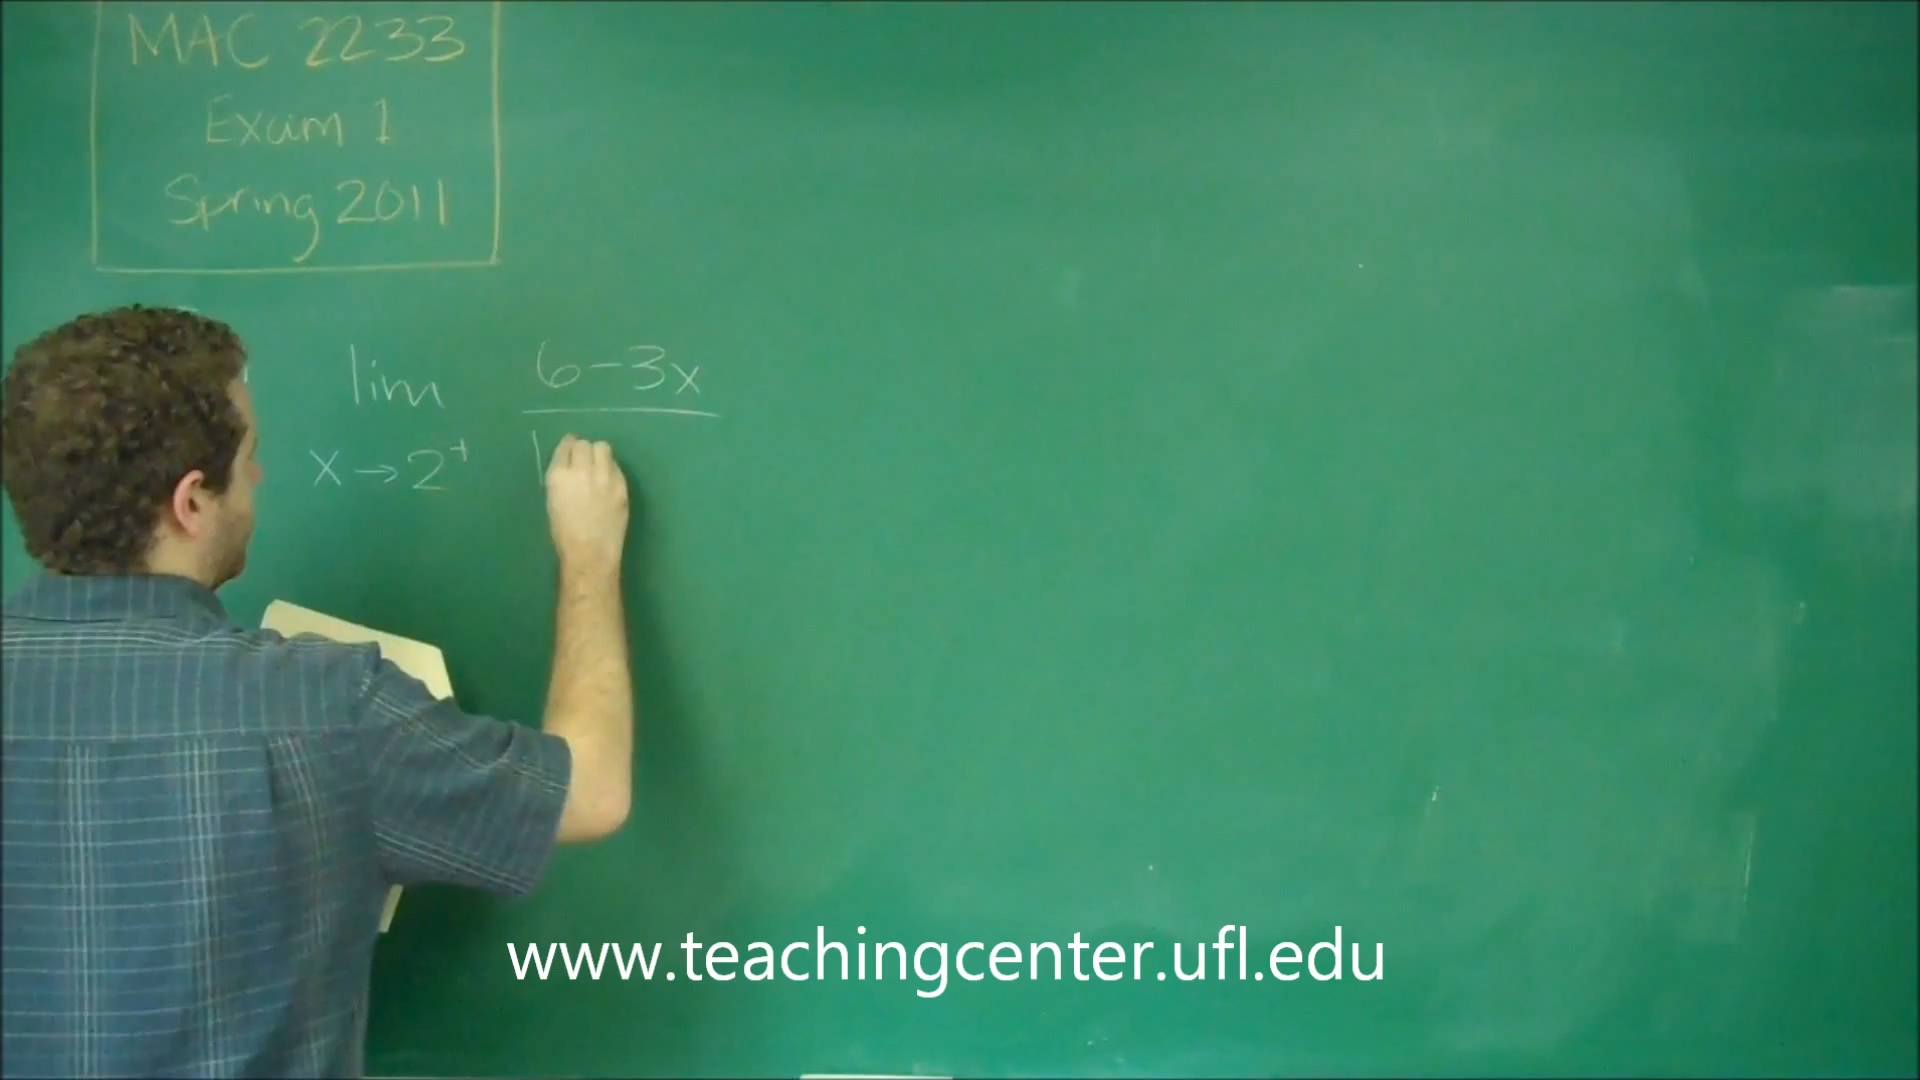 MAC 2233
Exam 1
Spring 2011
lim 6-3x
x→2⁺ |
www.teachingcenter.ufl.edu